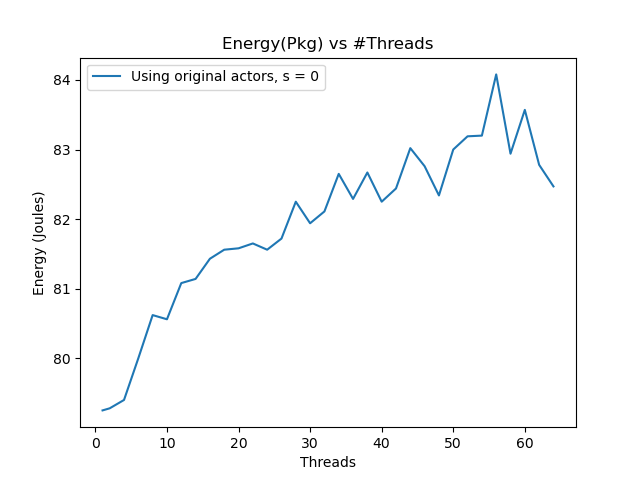 Energy(Pkg) vs #Threads
Using original actors, s = 0
Energy (Joules)
84
83
82
81
80
0 10 20 30 40 50 60
Threads